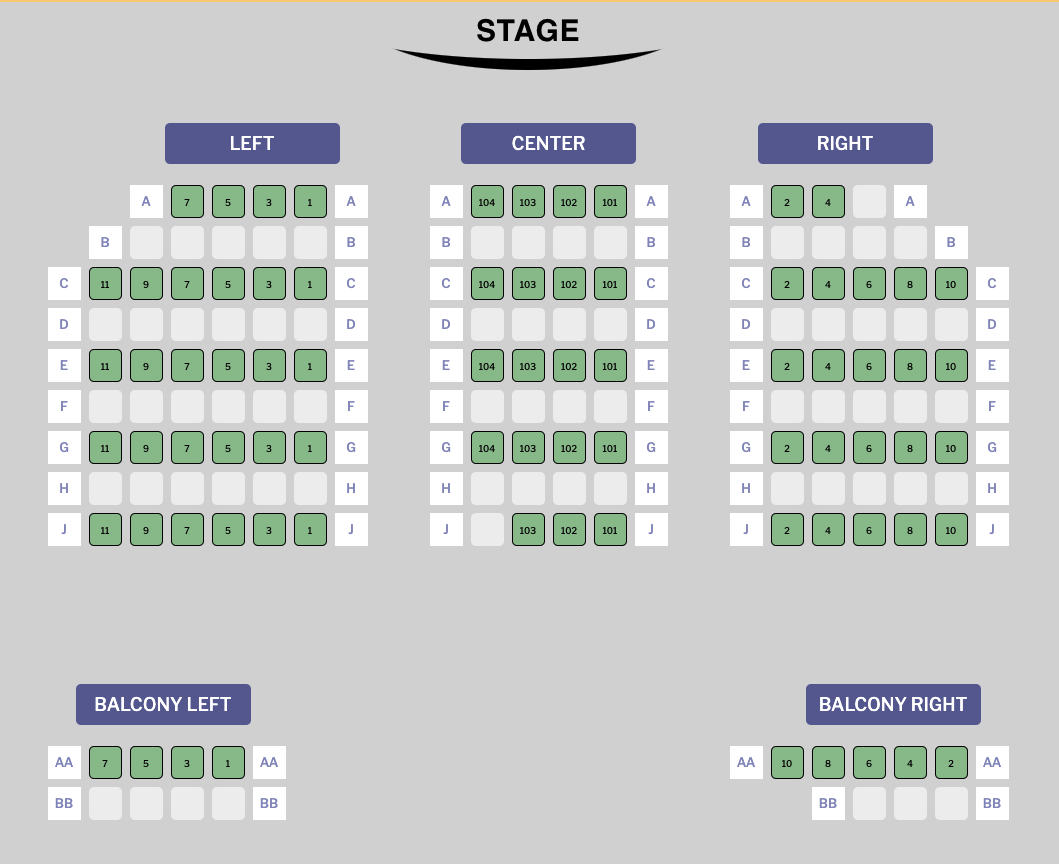 STAGE
LEFT CENTER RIGHT
A 7 5 3 1 A A 104 103 102 101 A A 2 4 A
B B B B B B
C 11 9 7 5 3 1 C C 104 103 102 101 C C 2 4 6 8 10 C
D D D D D D
E 11 9 7 5 3 1 E E 104 103 102 101 E E 2 4 6 8 10 E
F F F F F F
G 11 9 7 5 3 1 G G 104 103 102 101 G G 2 4 6 8 10 G
H H H H H H
J 11 9 7 5 3 1 J J 103 102 101 J J 2 4 6 8 10 J
BALCONY LEFT BALCONY RIGHT
AA 7 5 3 1 AA AA 10 8 6 4 2 AA
BB BB BB BB